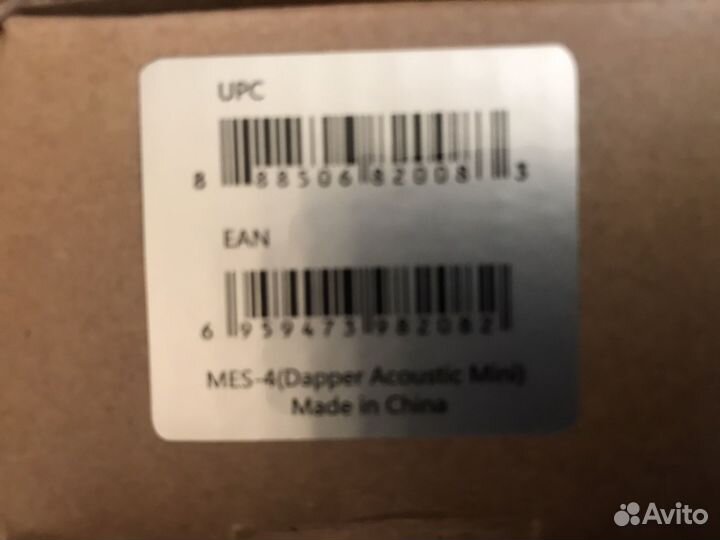 UPC
8 88506 82008 3
EAN
6 959473 982082
MES-4(Dapper Acoustic Mini)
Made in China
Avito